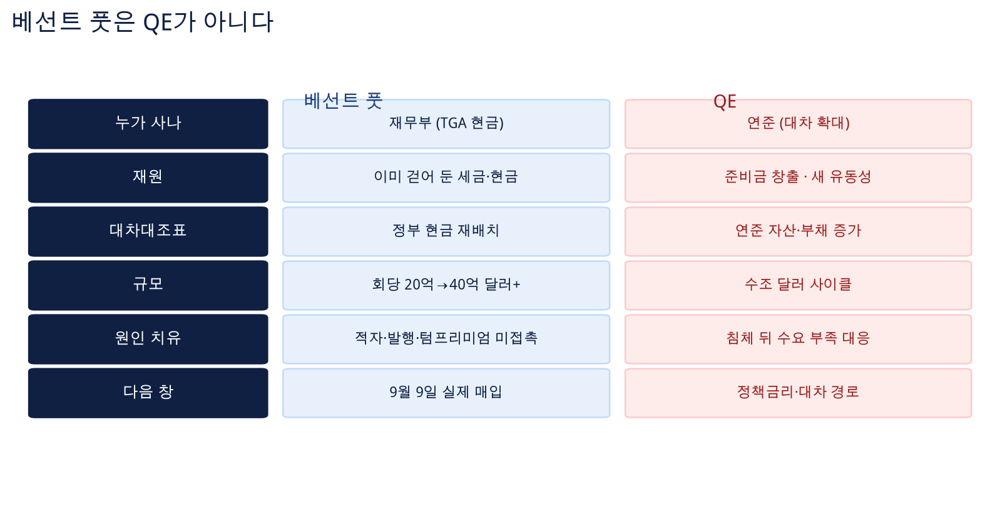 베선트 풋은 QE가 아니다
베선트 풋
QE
누가 사나
재무부 (TGA 현금)
연준 (대차 확대)
재원
이미 걷어 둔 세금·현금
준비금 창출 · 새 유동성
대차대조표
정부 현금 재배치
연준 자산·부채 증가
규모
회당 20억→40억 달러+
수조 달러 사이클
원인 치유
적자·발행·텀프리미엄 미접촉
침체 뒤 수요 부족 대응
다음 창
9월 9일 실제 매입
정책금리·대차 경로